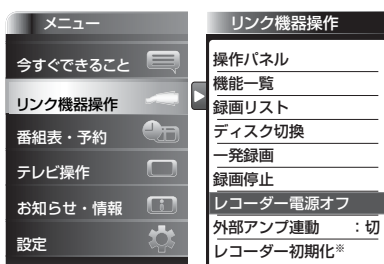 メニュー
今すぐできること
リンク機器操作
番組表・予約
テレビ操作
お知らせ・情報
設定
リンク機器操作
操作パネル
機能一覧
録画リスト
ディスク切換
一発録画
録画停止
レコーダー電源オフ
外部アンプ連動 :切
レコーダー初期化※